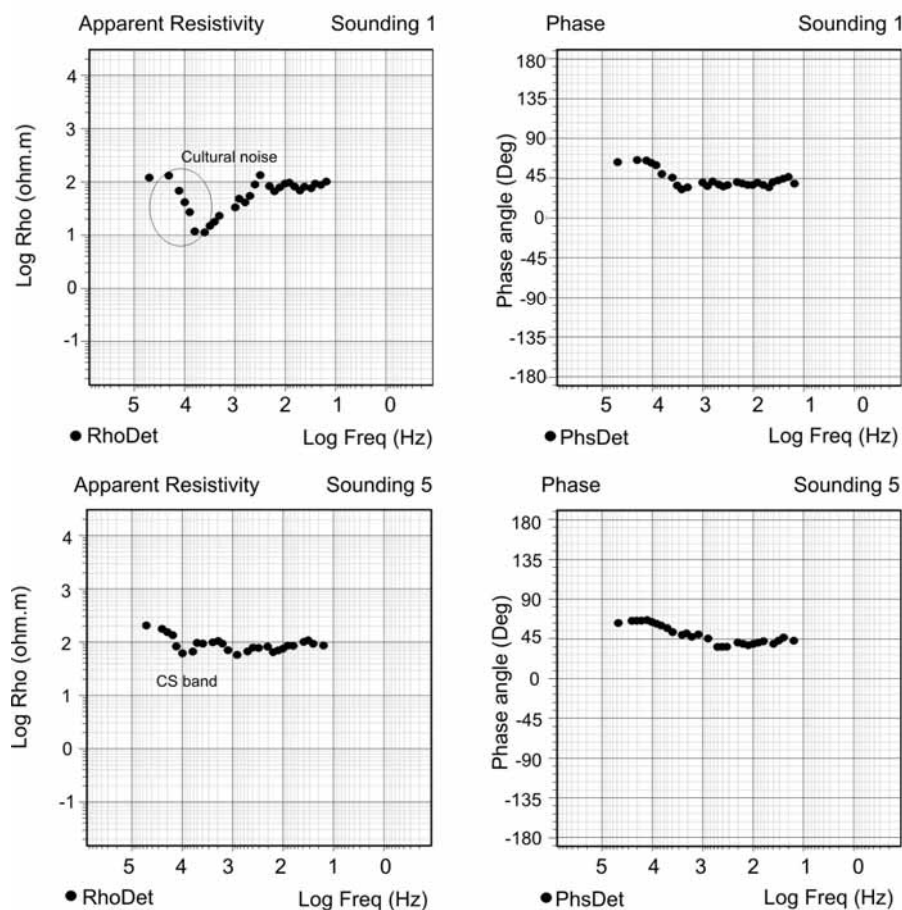 Apparent Resistivity Sounding 1
Log Rho (ohm.m)
4
3
2
1
0
-1
Cultural noise
5 4 3 2 1 0
● RhoDet Log Freq (Hz)
Phase Sounding 1
Phase angle (Deg)
180
135
90
45
0
-45
-90
-135
-180
5 4 3 2 1 0
● PhsDet Log Freq (Hz)
Apparent Resistivity Sounding 5
Log Rho (ohm.m)
4
3
2
1
0
-1
CS band
5 4 3 2 1 0
● RhoDet Log Freq (Hz)
Phase Sounding 5
Phase angle (Deg)
180
135
90
45
0
-45
-90
-135
-180
5 4 3 2 1 0
● PhsDet Log Freq (Hz)